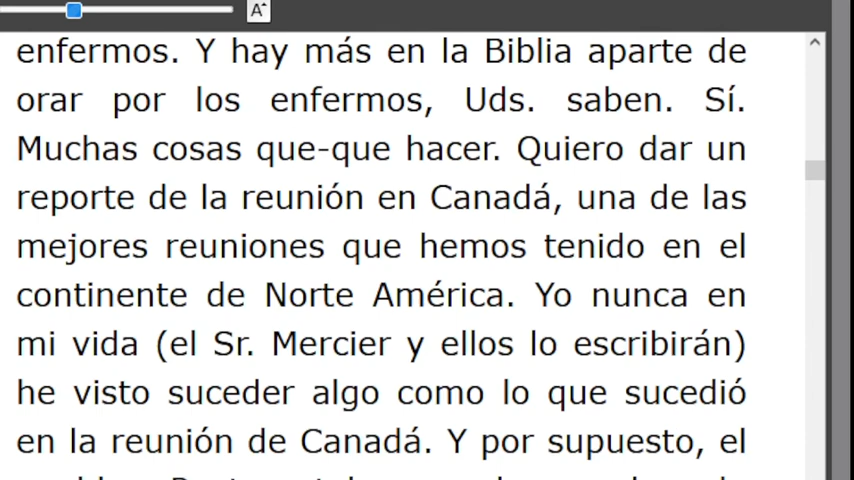 A
enfermos. Y hay más en la Biblia aparte de
orar por los enfermos, Uds. saben. Sí.
Muchas cosas que-que hacer. Quiero dar un
reporte de la reunión en Canadá, una de las
mejores reuniones que hemos tenido en el
continente de Norte América. Yo nunca en
mi vida (el Sr. Mercier y ellos lo escribirán)
he visto suceder algo como lo que sucedió
en la reunión de Canadá. Y por supuesto, el